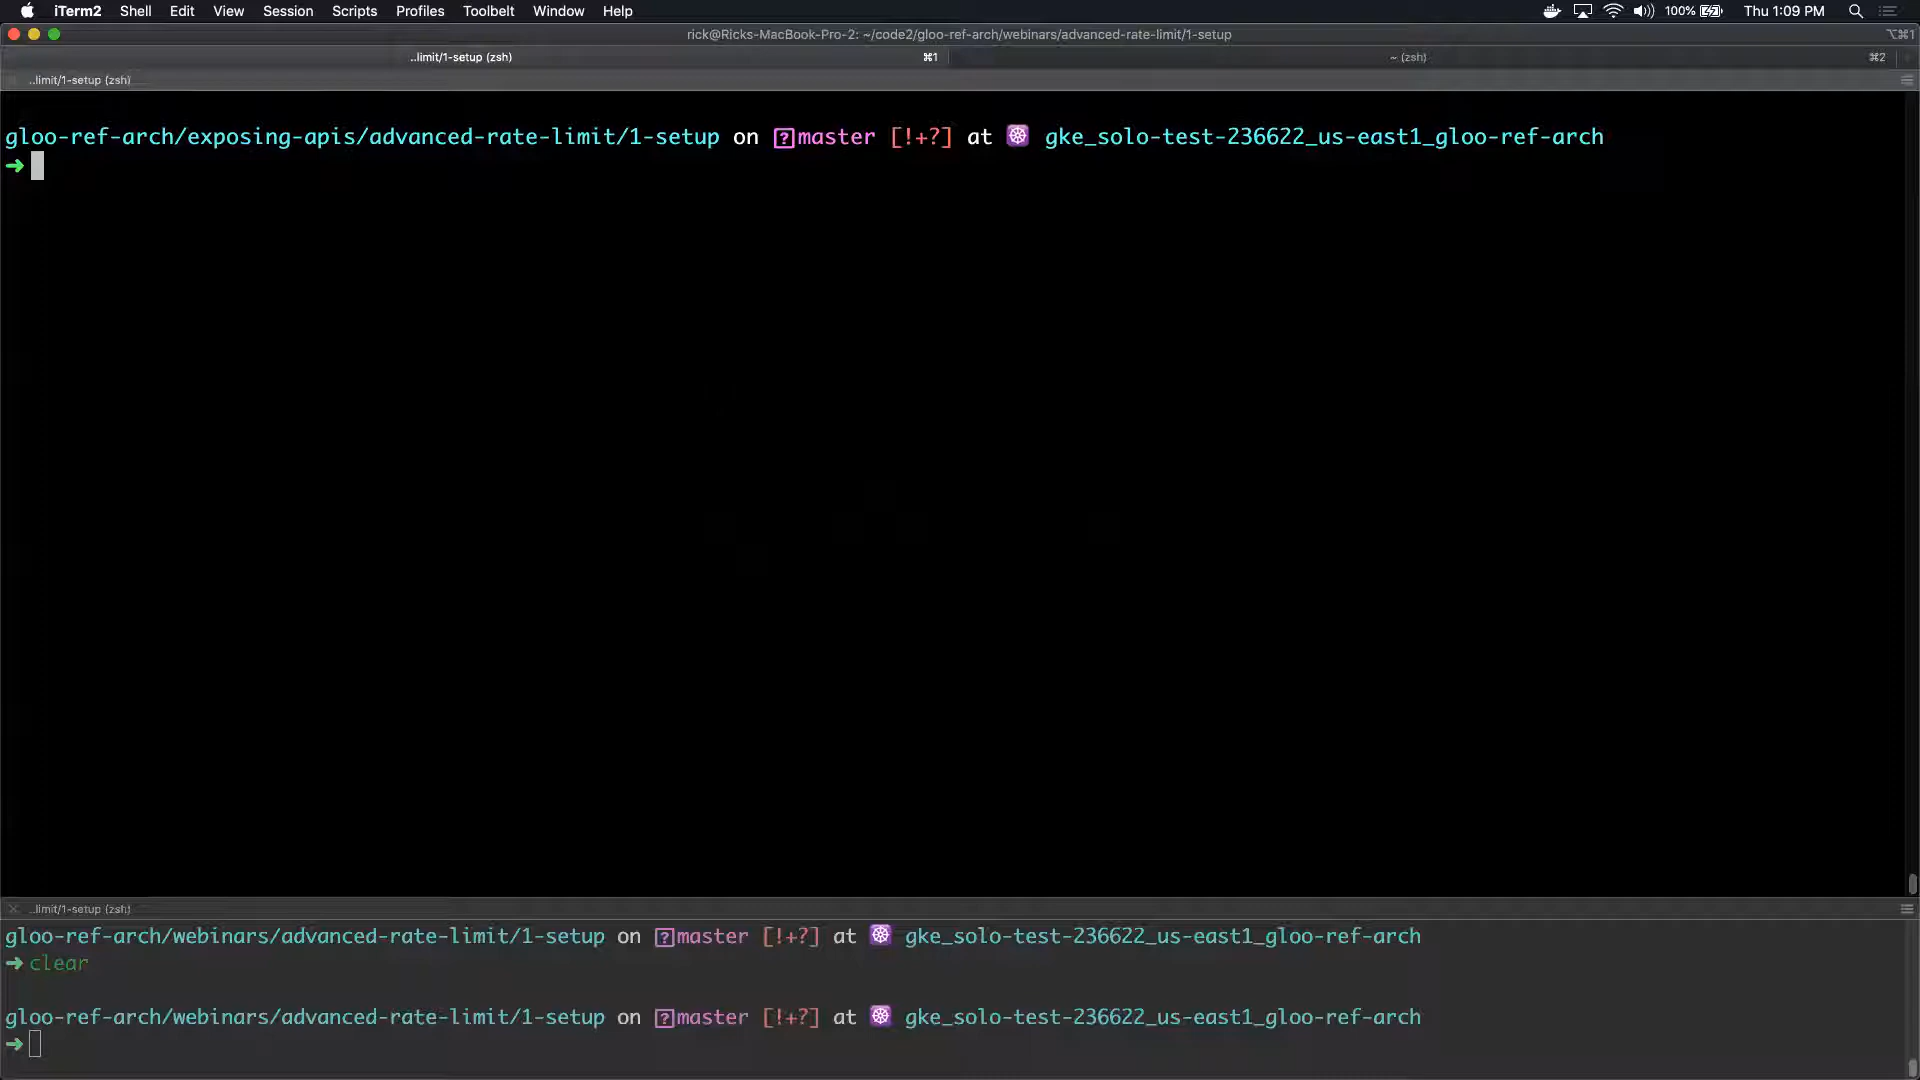 iTerm2 Shell Edit View Session Scripts Profiles Toolbelt Window Help 100% Thu 1:09 PM
rick@Ricks-MacBook-Pro-2: ~/code2/gloo-ref-arch/webinars/advanced-rate-limit/1-setup ⌥⌘1
..limit/1-setup (zsh) ⌘1 ~ (zsh) ⌘2
..limit/1-setup (zsh)
gloo-ref-arch/exposing-apis/advanced-rate-limit/1-setup on ?master [!+?] at ☸ gke_solo-test-236622_us-east1_gloo-ref-arch
➜
..limit/1-setup (zsh)
gloo-ref-arch/webinars/advanced-rate-limit/1-setup on ?master [!+?] at ☸ gke_solo-test-236622_us-east1_gloo-ref-arch
➜ clear
gloo-ref-arch/webinars/advanced-rate-limit/1-setup on ?master [!+?] at ☸ gke_solo-test-236622_us-east1_gloo-ref-arch
➜